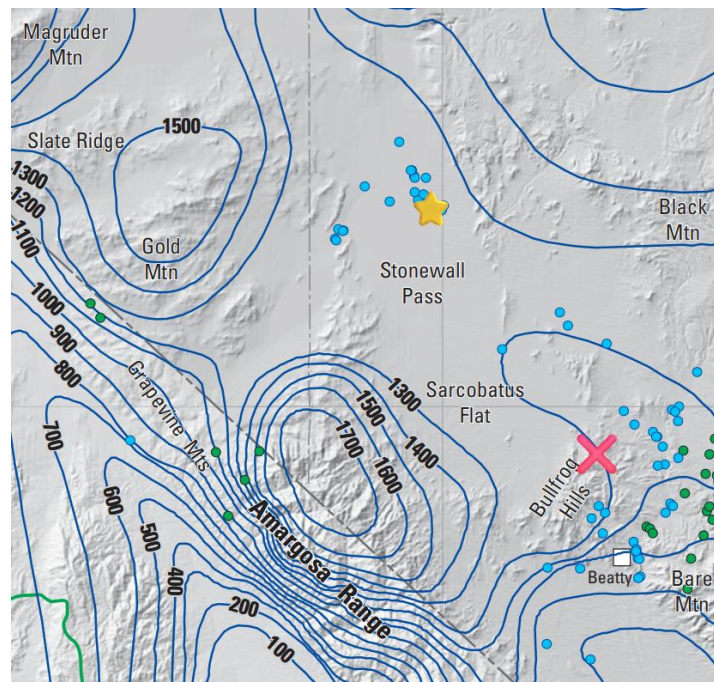 Magruder
Mtn
Slate Ridge
1500
1300
1200
1100
1000
900
800
700
600
500
400
200
100
Gold
Mtn
Stonewall
Pass
Black
Mtn
Grapevine Mts
Sarcobatus
Flat
1300
1500
1400
1700
1600
Bullfrog
Hills
Amargosa Range
Beatty
Bare
Mtn